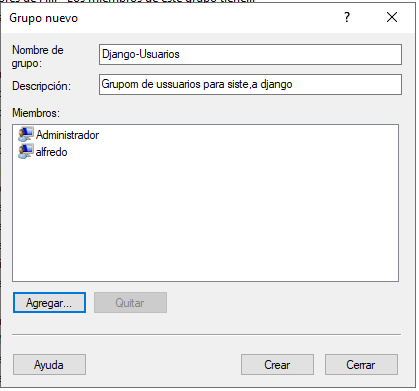 Grupo nuevo
?
Nombre de
grupo:
Django-Usuarios
Descripción:
Grupom de ussuarios para siste,a django
Miembros:
Administrador
alfredo
Agregar...
Quitar
Ayuda
Crear
Cerrar